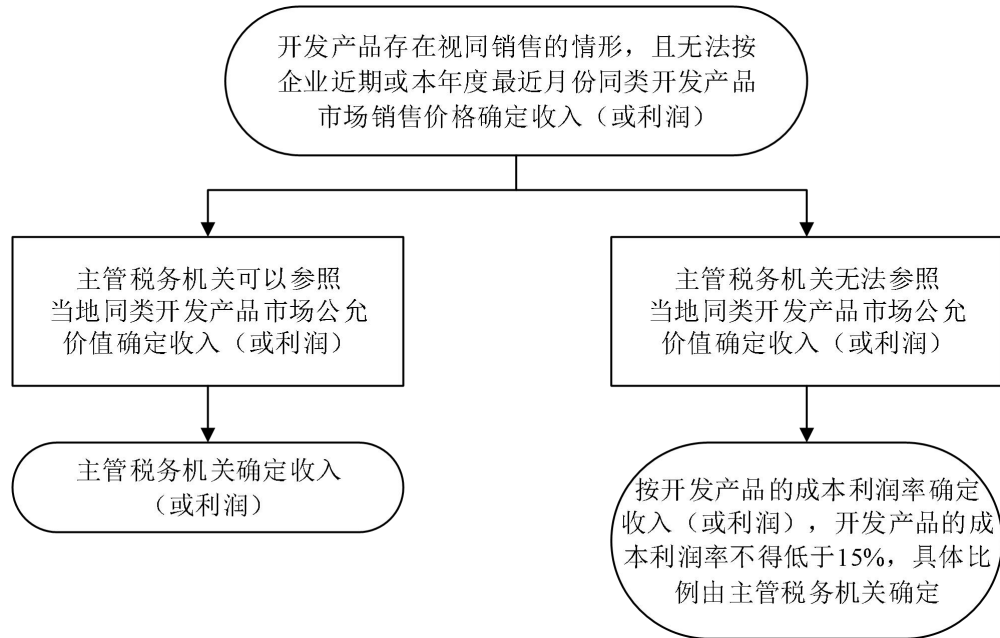 开发产品存在视同销售的情形，且无法按
企业近期或本年度最近月份同类开发产品
市场销售价格确定收入（或利润）
主管税务机关可以参照
当地同类开发产品市场公允
价值确定收入（或利润）
主管税务机关无法参照
当地同类开发产品市场公允
价值确定收入（或利润）
主管税务机关确定收入
（或利润）
按开发产品的成本利润率确定
收入（或利润），开发产品的成
本利润率不得低于15%，具体比
例由主管税务机关确定